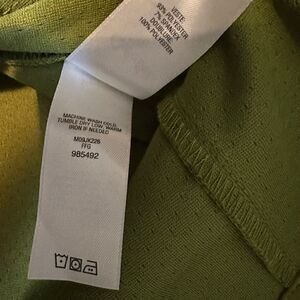 VESTE:
93% POLYESTER
7% SPANDEX
DOUBLURE:
100% POLYESTER
MACHINE WASH COLD,
TUMBLE DRY LOW, WARM
IRON IF NEEDED
M09JK226
FFG
985492